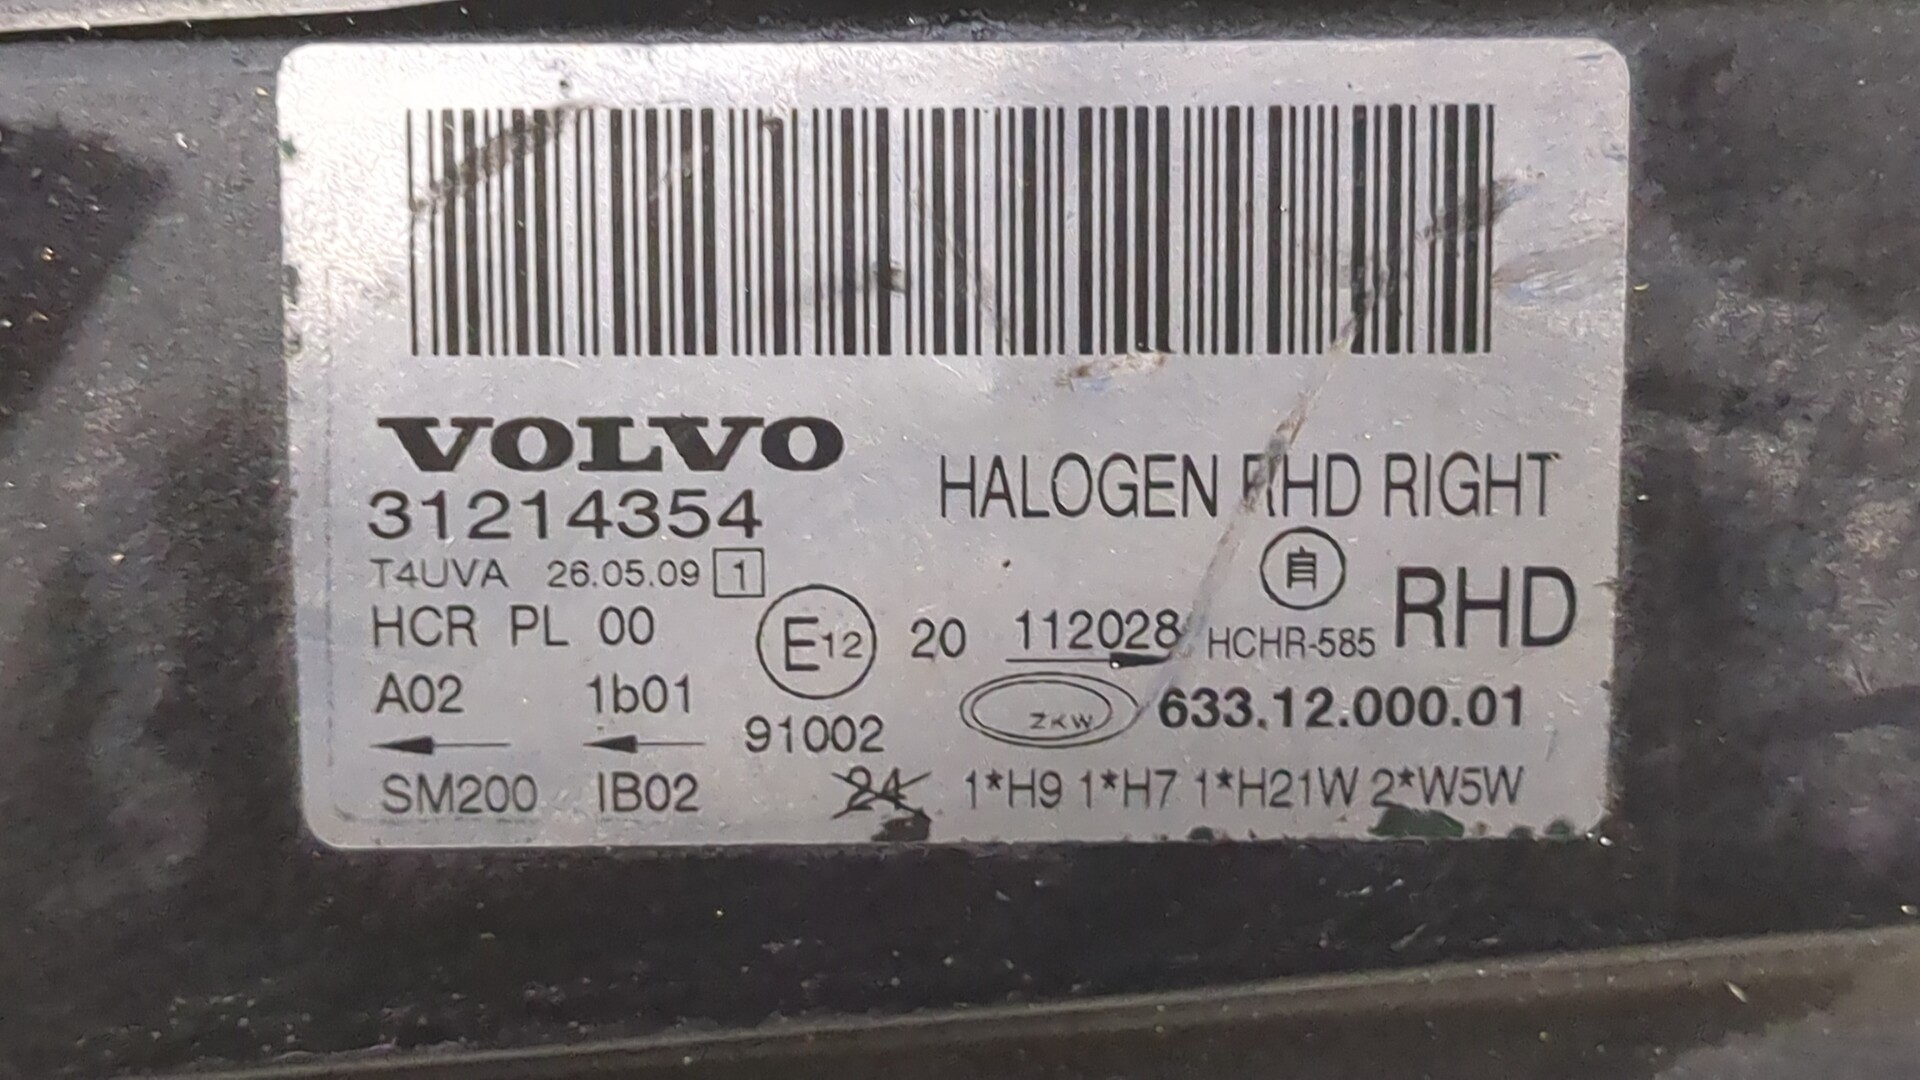 VOLVO
31214354
HALOGEN RHD RIGHT
T4UVA 26.05.09 1
自
RHD
HCR PL 00
E12 20 112028 HCHR-585
A02 1b01
ZKW 633.12.000.01
91002
SM200 IB02
24 1*H9 1*H7 1*H21W 2*W5W